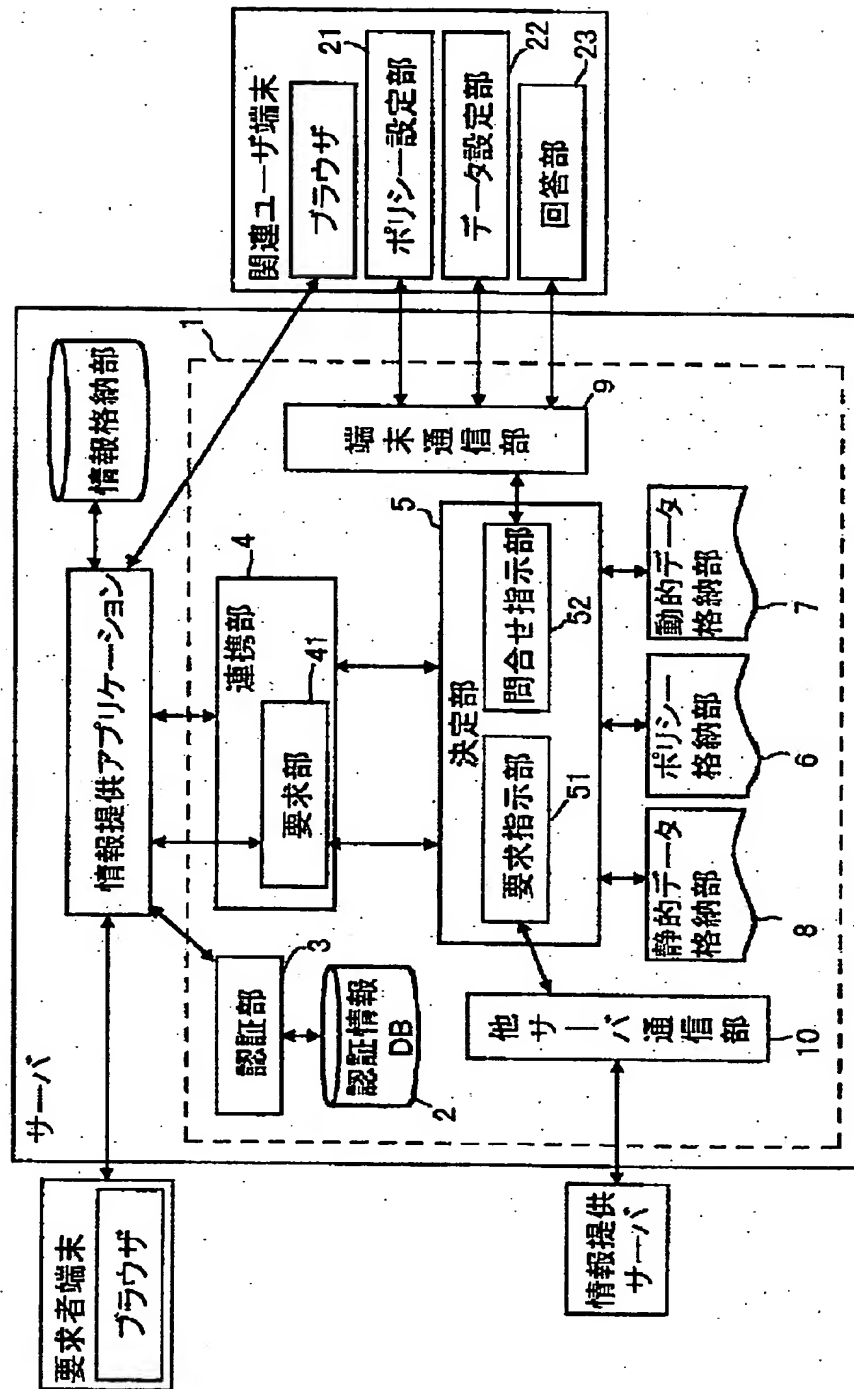 サーバ
要求者端末
ブラウザ
情報提供アプリケーション
情報格納部
関連ユーザ端末
ブラウザ
ポリシー設定部
21
データ設定部
22
回答部
23
1
認証部
3
認証情報
DB
2
連携部
4
要求部
41
端末通信部
9
決定部
5
要求指示部
51
問合せ指示部
52
他サーバ通信部
10
静的データ
格納部
8
ポリシー
格納部
6
動的データ
格納部
7
情報提供
サーバ